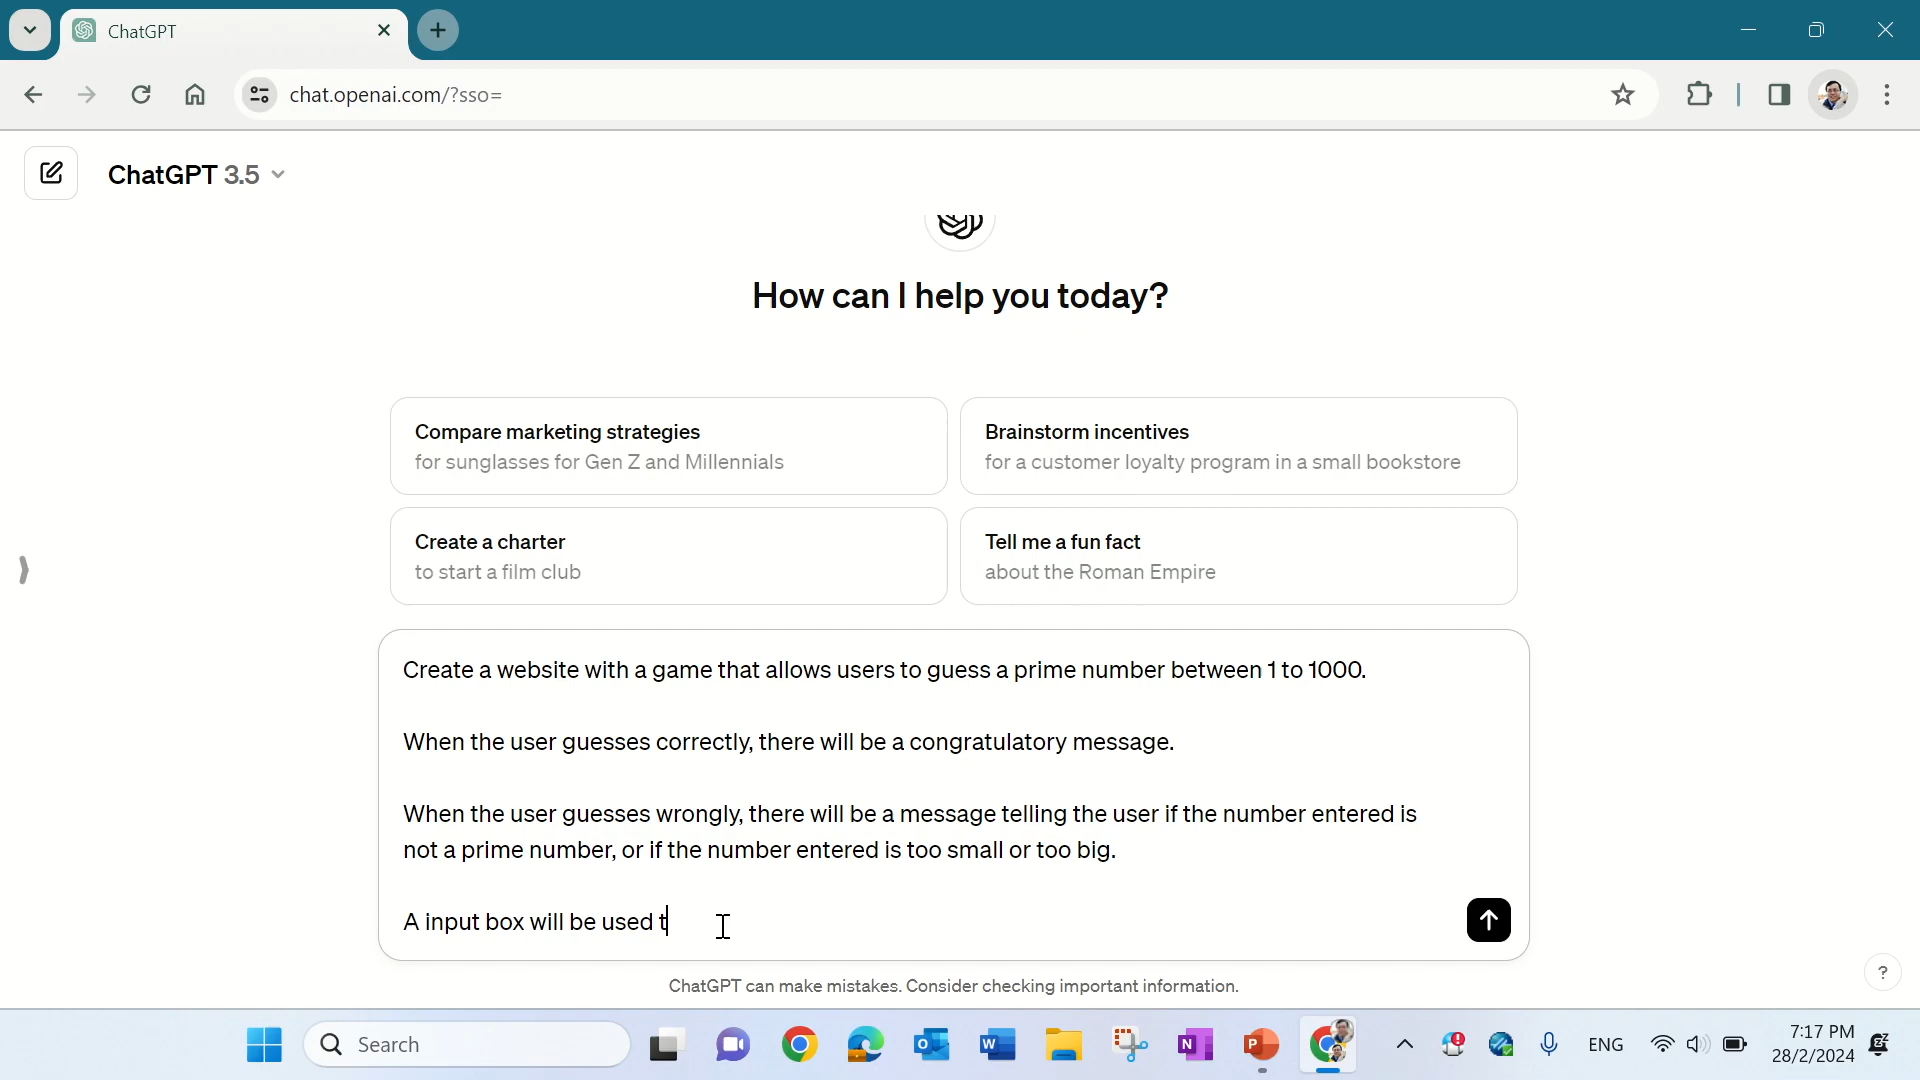 ChatGPT
chat.openai.com/?sso=
ChatGPT 3.5
How can I help you today?
Compare marketing strategies
for sunglasses for Gen Z and Millennials
Brainstorm incentives
for a customer loyalty program in a small bookstore
Create a charter
to start a film club
Tell me a fun fact
about the Roman Empire
Create a website with a game that allows users to guess a prime number between 1 to 1000.
When the user guesses correctly, there will be a congratulatory message.
When the user guesses wrongly, there will be a message telling the user if the number entered is
not a prime number, or if the number entered is too small or too big.
A input box will be used t
ChatGPT can make mistakes. Consider checking important information.
?
Search
ENG
7:17 PM
28/2/2024